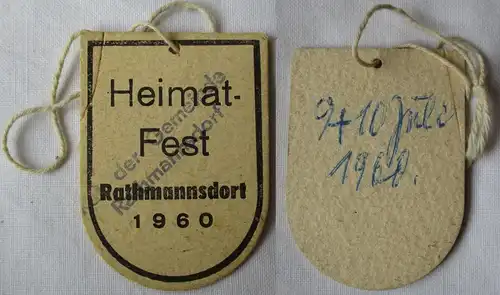 Heimat-
Fest
Rathmannsdorf
1960
der Gemeinde
Rathmannsdorf
9+10 Juli
1960.